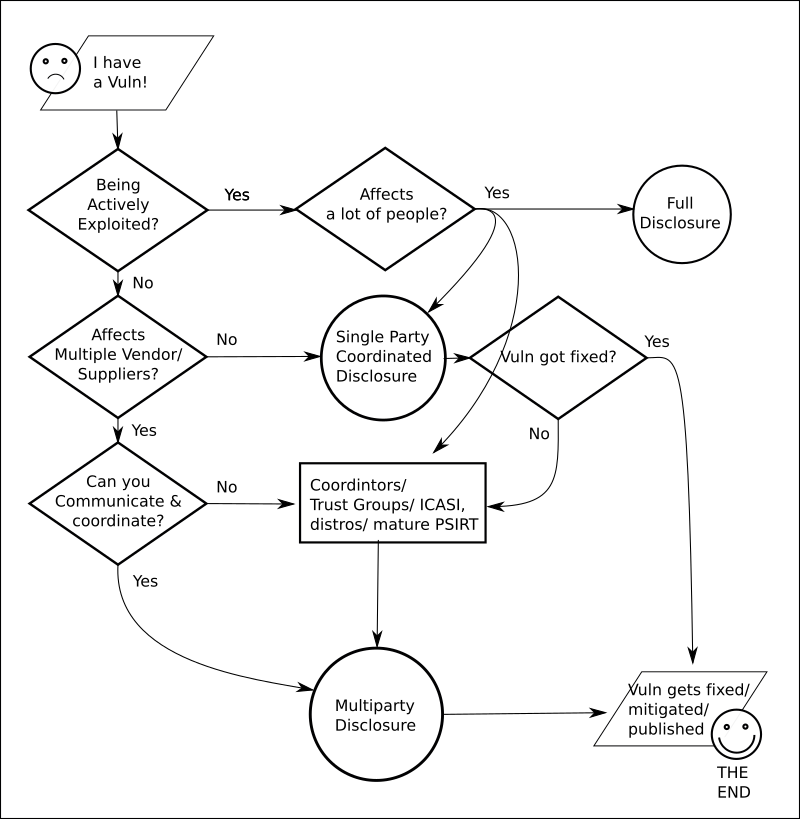 I have
a Vuln!
Being
Actively
Exploited?
Yes
Affects
a lot of people?
Yes
Full
Disclosure
No
Affects
Multiple Vendor/
Suppliers?
No
Single Party
Coordinated
Disclosure
Vuln got fixed?
Yes
No
Yes
Can you
Communicate &
coordinate?
No
Coordintors/
Trust Groups/ ICASI,
distros/ mature PSIRT
Yes
Multiparty
Disclosure
Vuln gets fixed/
mitigated/
published
THE
END